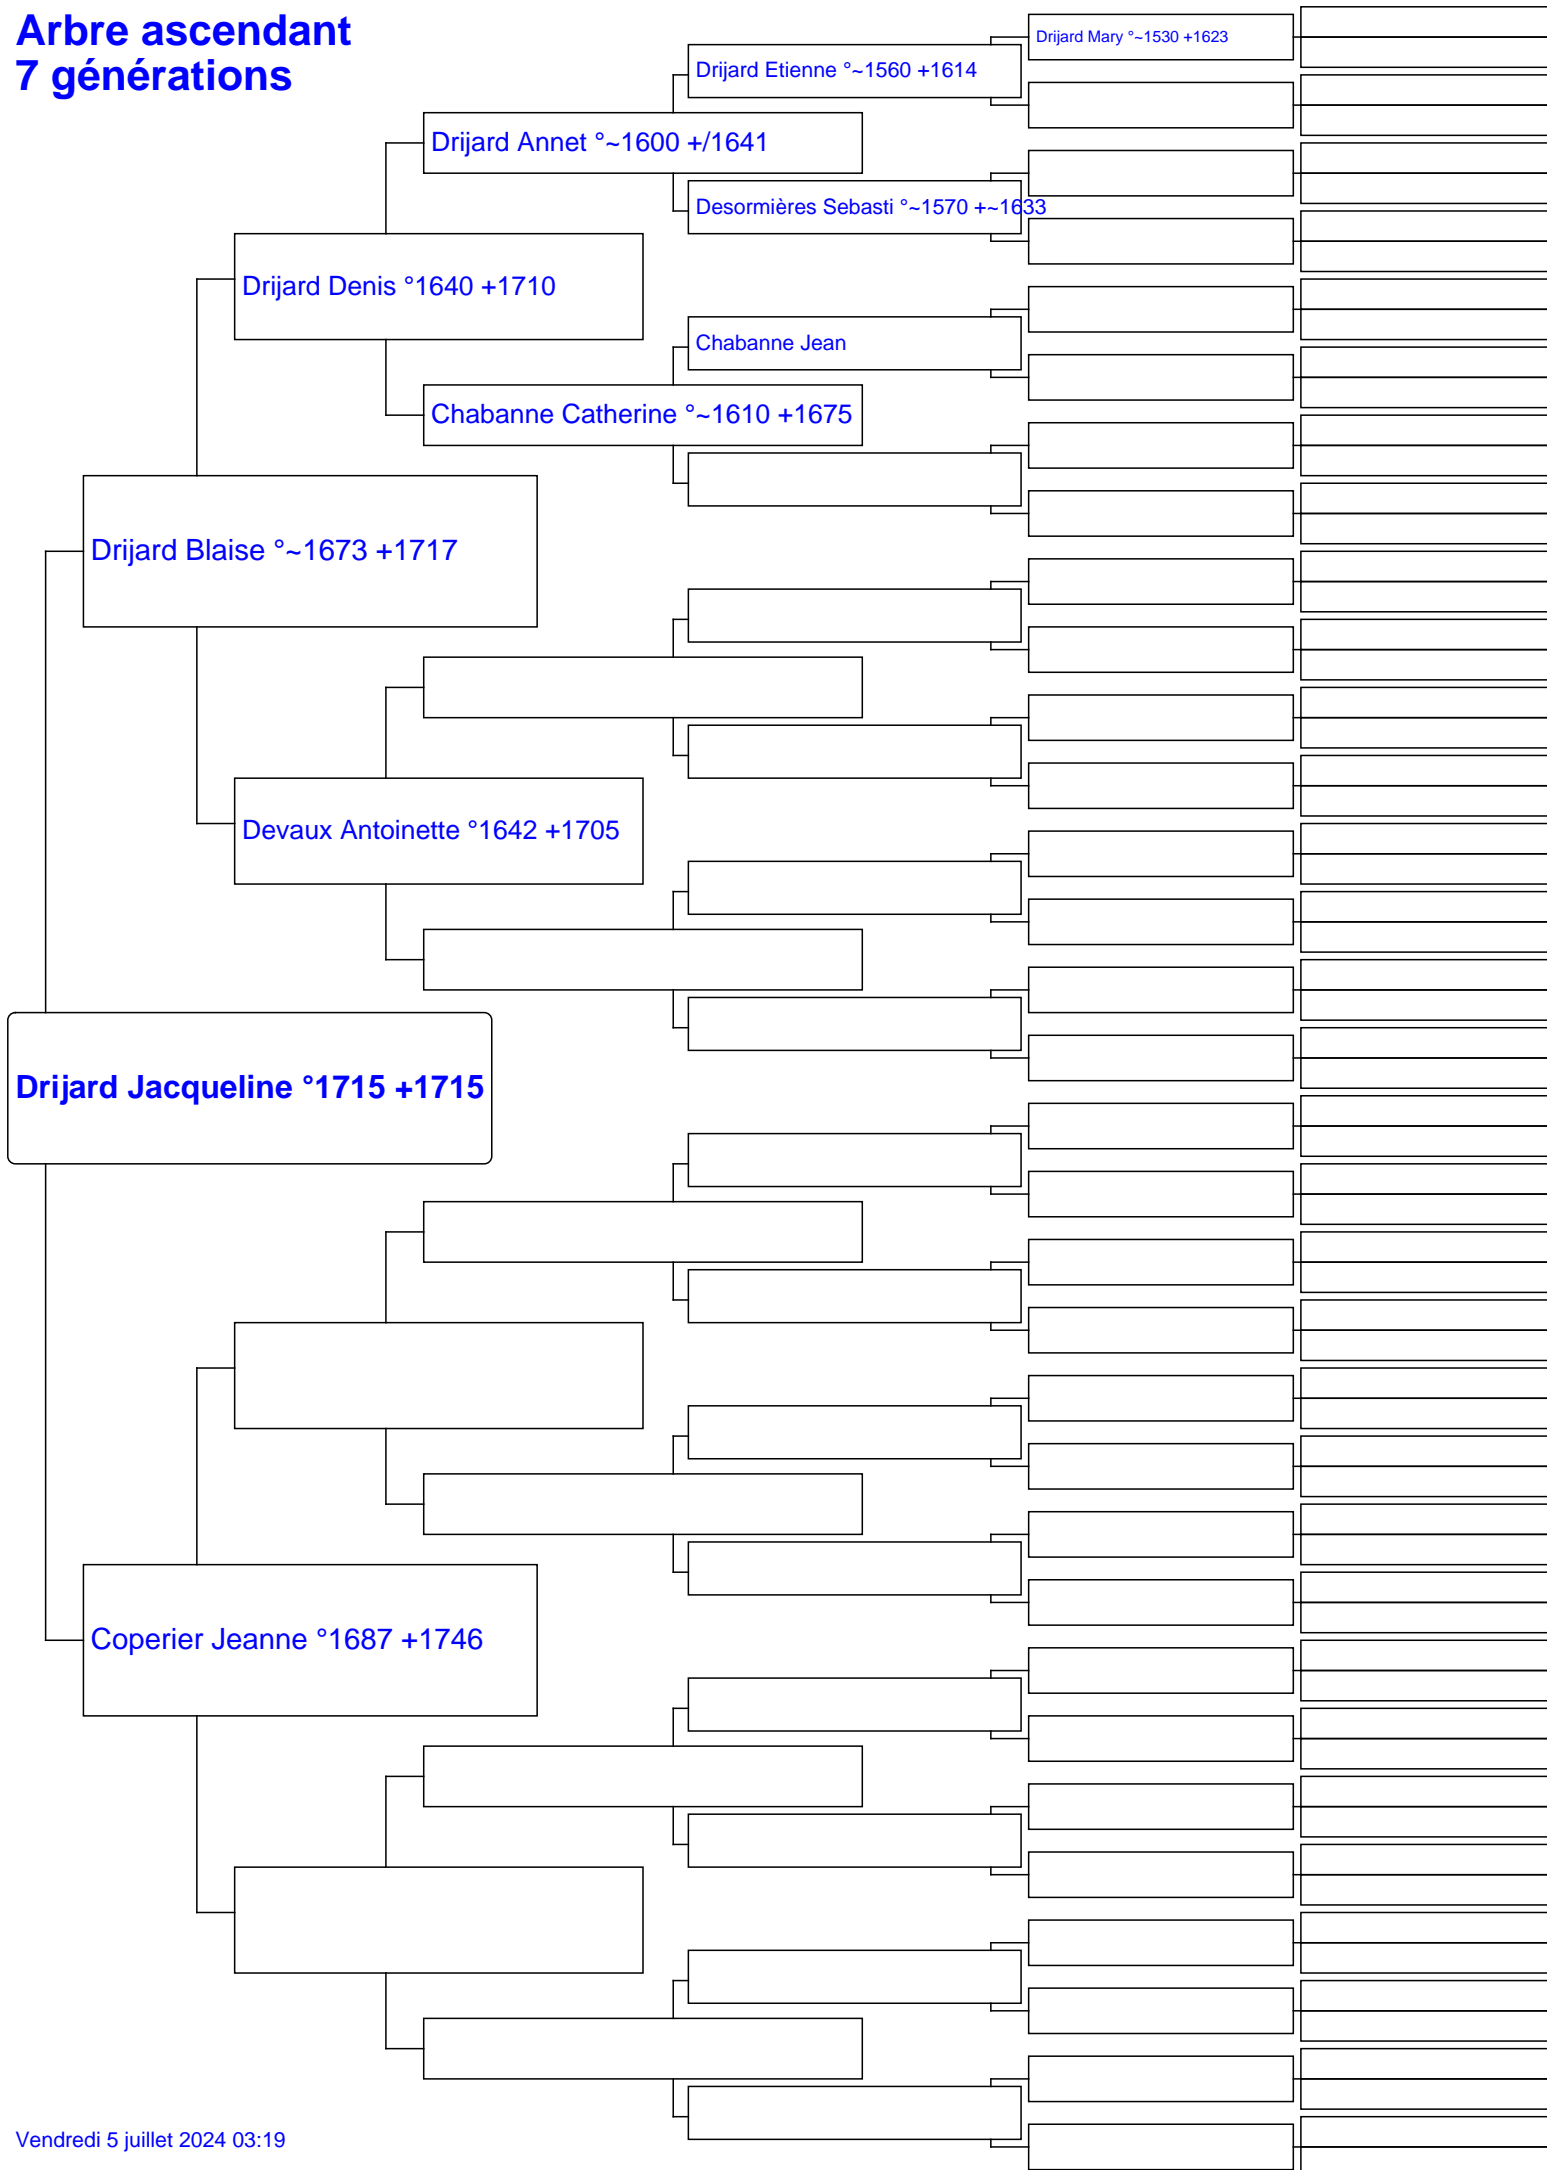 Arbre ascendant
7 générations
Drijard Mary °~1530 +1623
Drijard Etienne °~1560 +1614
Drijard Annet °~1600 +/1641
Desormières Sebasti °~1570 +~1633
Drijard Denis °1640 +1710
Chabanne Jean
Chabanne Catherine °~1610 +1675
Drijard Blaise °~1673 +1717
Devaux Antoinette °1642 +1705
Drijard Jacqueline °1715 +1715
Coperier Jeanne °1687 +1746
Vendredi 5 juillet 2024 03:19